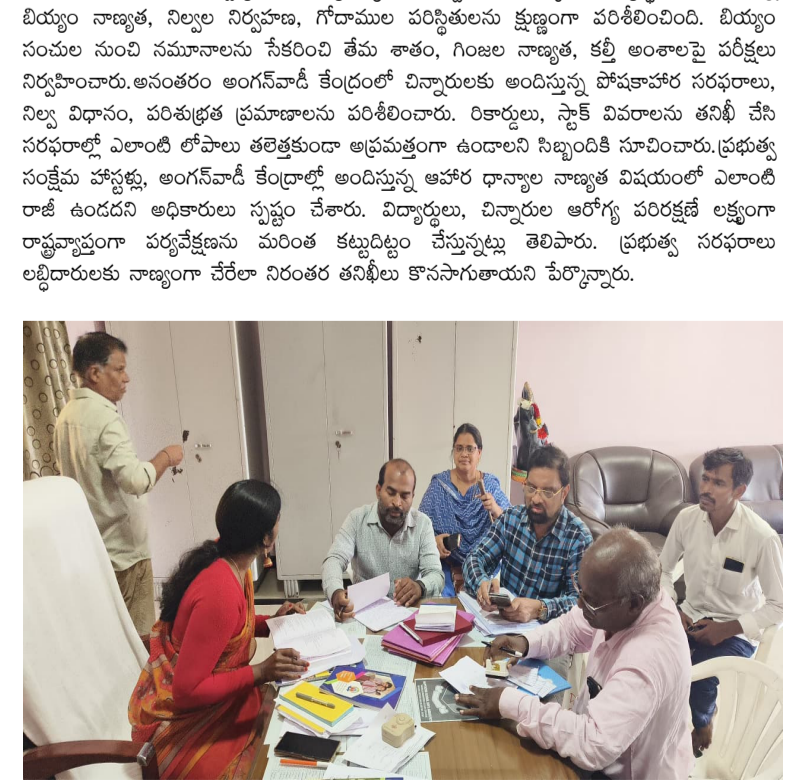 బియ్యం నాణ్యత, నిల్వల నిర్వహణ, గోదాముల పరిస్థితులను క్షుణ్ణంగా పరిశీలించింది. బియ్యం
సంచుల నుంచి నమూనాలను సేకరించి తేమ శాతం, గింజల నాణ్యత, కల్తీ అంశాలపై పరీక్షలు
నిర్వహించారు.అనంతరం అంగన్‌వాడీ కేంద్రంలో చిన్నారులకు అందిస్తున్న పోషకాహార సరఫరాలు,
నిల్వ విధానం, పరిశుభ్రత ప్రమాణాలను పరిశీలించారు. రికార్డులు, స్టాక్ వివరాలను తనిఖీ చేసి
సరఫరాల్లో ఎలాంటి లోపాలు తలెత్తకుండా అప్రమత్తంగా ఉండాలని సిబ్బందికి సూచించారు.ప్రభుత్వ
సంక్షేమ హాస్టళ్లు, అంగన్‌వాడీ కేంద్రాల్లో అందిస్తున్న ఆహార ధాన్యాల నాణ్యత విషయంలో ఎలాంటి
రాజీ ఉండదని అధికారులు స్పష్టం చేశారు. విద్యార్థులు, చిన్నారుల ఆరోగ్య పరిరక్షణే లక్ష్యంగా
రాష్ట్రవ్యాప్తంగా పర్యవేక్షణను మరింత కట్టుదిట్టం చేస్తున్నట్లు తెలిపారు. ప్రభుత్వ సరఫరాలు
లబ్ధిదారులకు నాణ్యంగా చేరేలా నిరంతర తనిఖీలు కొనసాగుతాయని పేర్కొన్నారు.